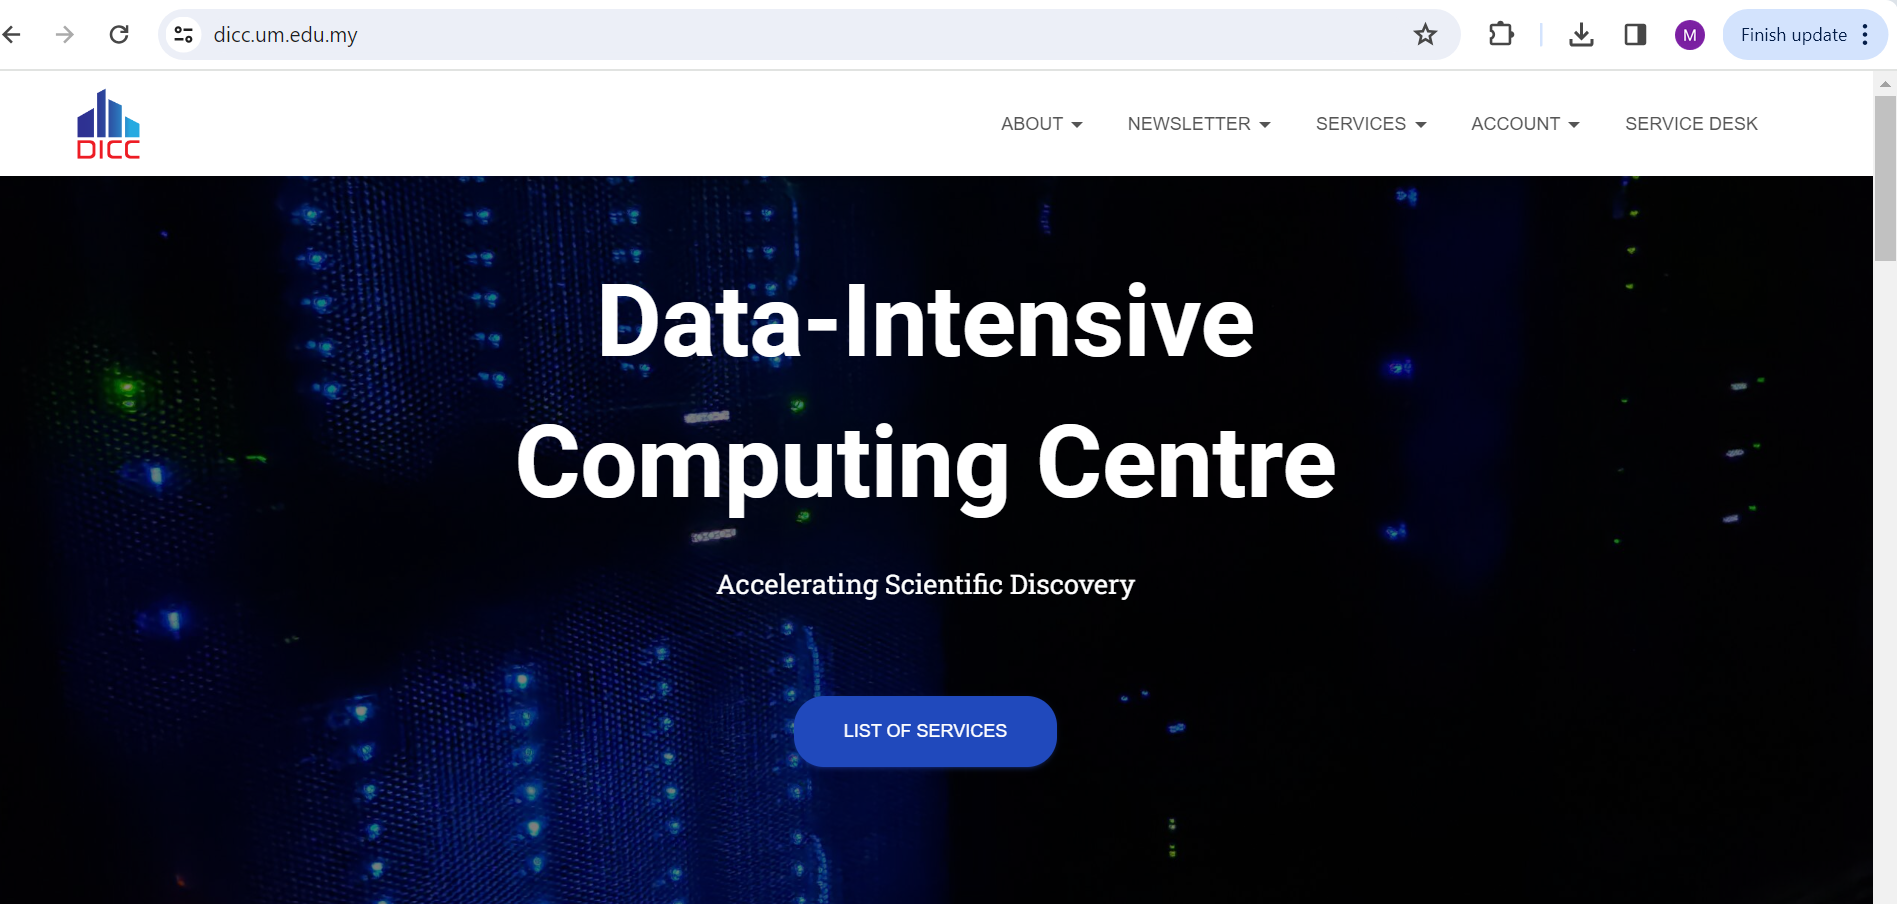 dicc.um.edu.my
M
Finish update
DICC
ABOUT
NEWSLETTER
SERVICES
ACCOUNT
SERVICE DESK
Data-Intensive
Computing Centre
Accelerating Scientific Discovery
LIST OF SERVICES